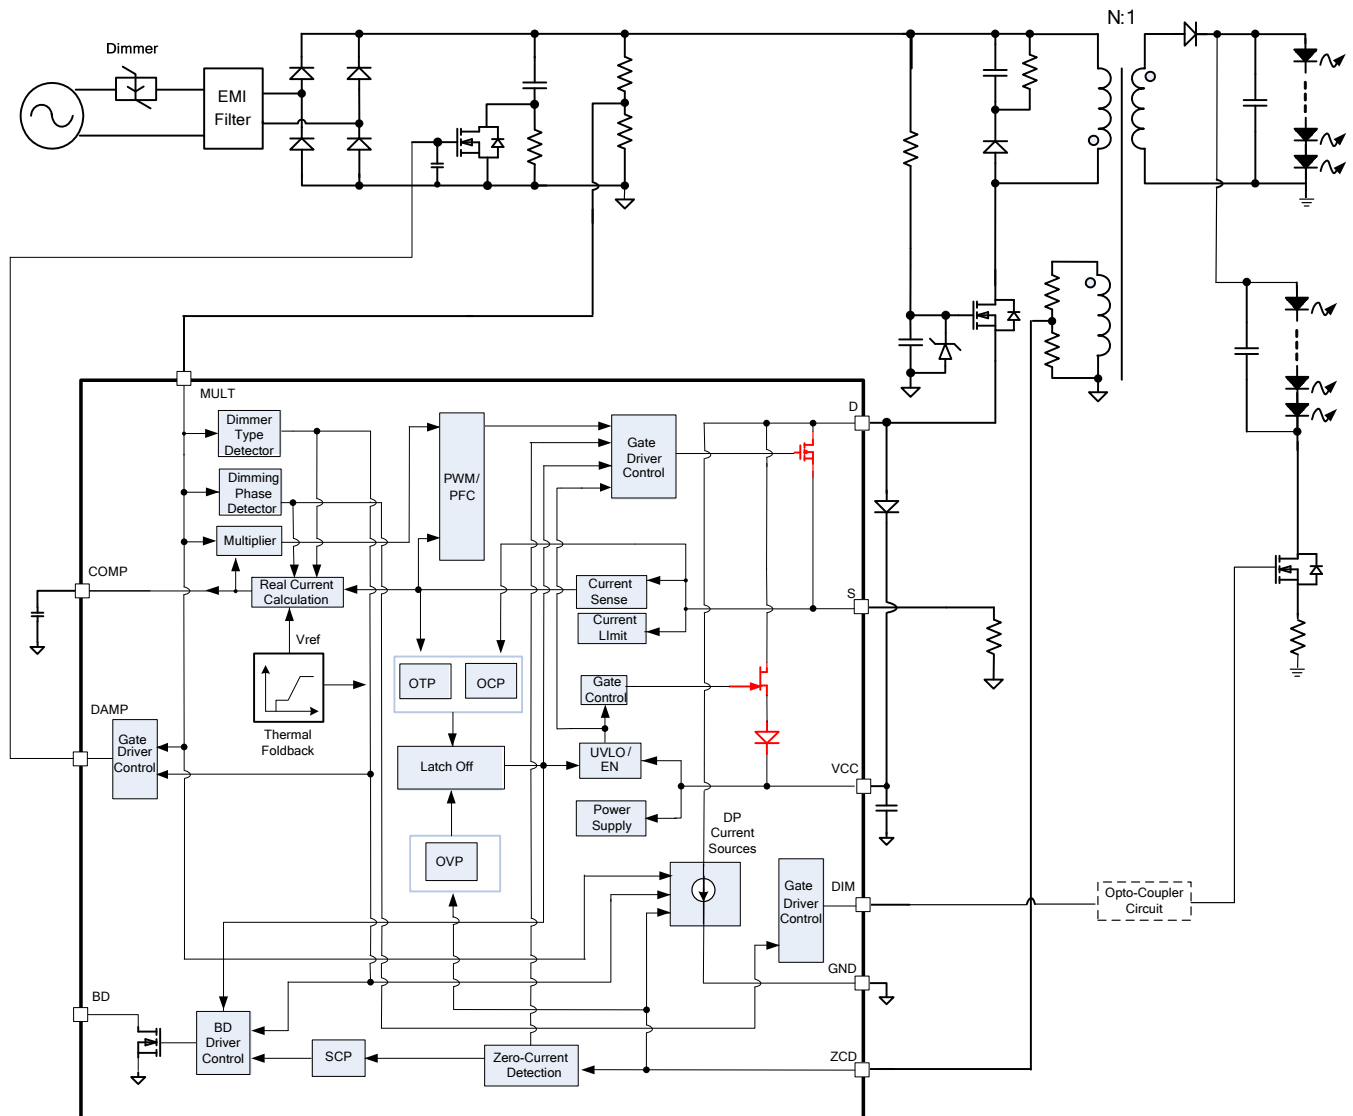 N:1
Dimmer
EMI
Filter
MULT
D
Dimmer
Type
Detector
Gate
Driver
Control
PWM/
PFC
Dimming
Phase
Detector
Multiplier
COMP
Real Current
Calculation
Current
Sense
S
Current
LImit
Vref
OTP
OCP
Gate
Control
DAMP
Gate
Driver
Control
Thermal
Foldback
Latch Off
UVLO /
EN
VCC
Power
Supply
DP
Current
Sources
OVP
Gate
Driver
Control
DIM
Opto-Coupler
Circuit
GND
BD
BD
Driver
Control
SCP
Zero-Current
Detection
ZCD